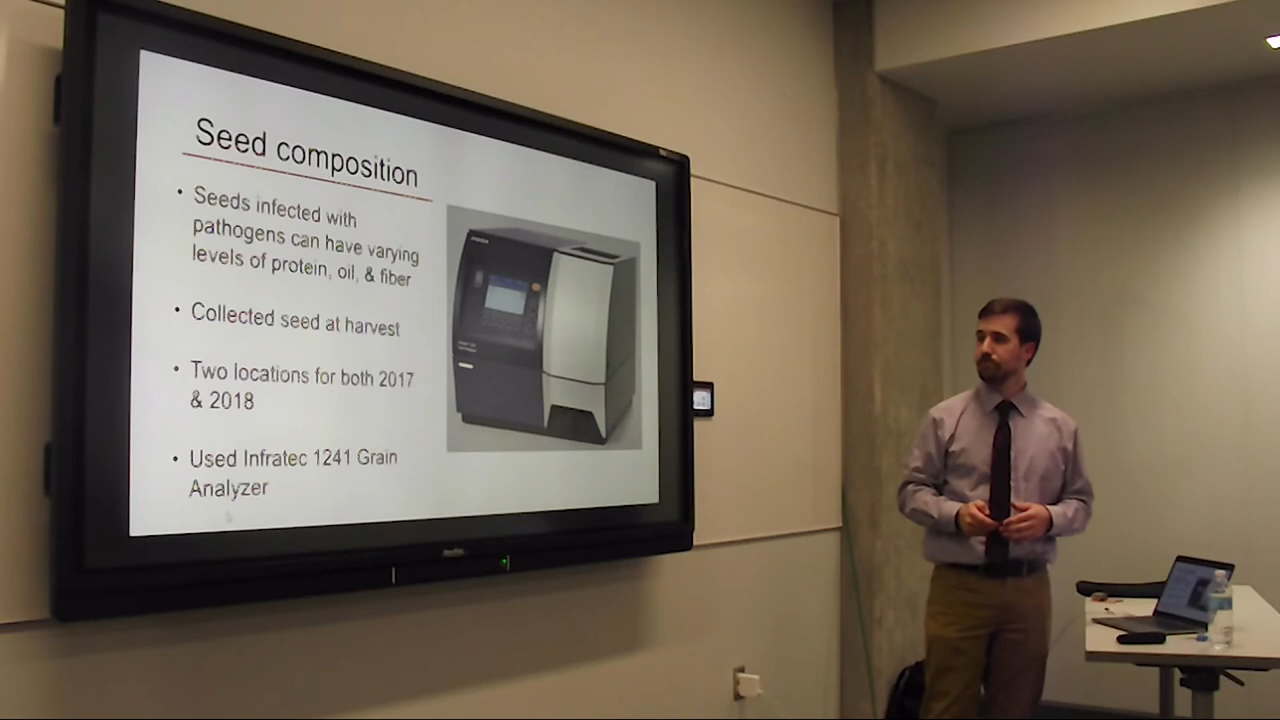 Seed composition
• Seeds infected with
pathogens can have varying
levels of protein, oil, & fiber
• Collected seed at harvest
• Two locations for both 2017
& 2018
• Used Infratec 1241 Grain
Analyzer